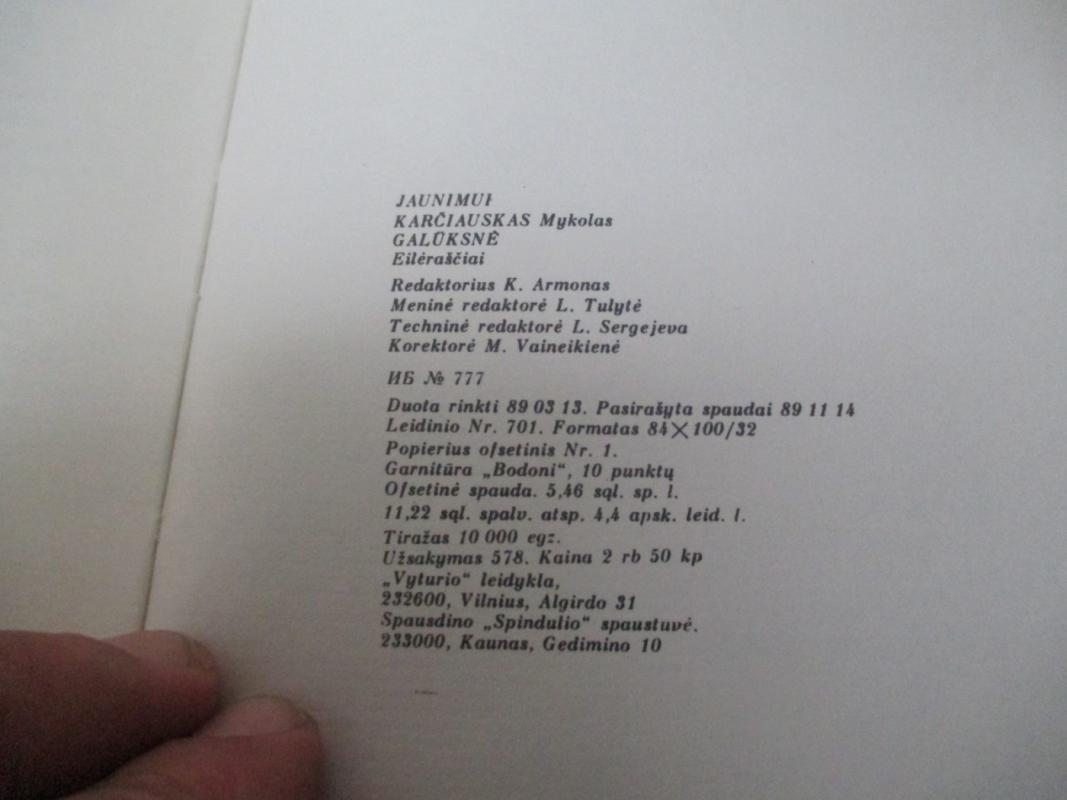 JAUNIMUI
KARČIAUSKAS Mykolas
GALŪKSNĖ
Eilėraščiai
Redaktorius K. Armonas
Meninė redaktorė L. Tulytė
Techninė redaktorė L. Sergejeva
Korektorė M. Vaineikienė
ИБ № 777
Duota rinkti 89 03 13. Pasirašyta spaudai 89 11 14
Leidinio Nr. 701. Formatas 84×100/32
Popierius ofsetinis Nr. 1.
Garnitūra „Bodoni“, 10 punktų
Ofsetinė spauda. 5,46 sąl. sp. l.
11,22 sąl. spalv. atsp. 4,4 apsk. leid. l.
Tiražas 10 000 egz.
Užsakymas 578. Kaina 2 rb 50 kp
„Vyturio“ leidykla,
232600, Vilnius, Algirdo 31
Spausdino „Spindulio“ spaustuvė.
233000, Kaunas, Gedimino 10